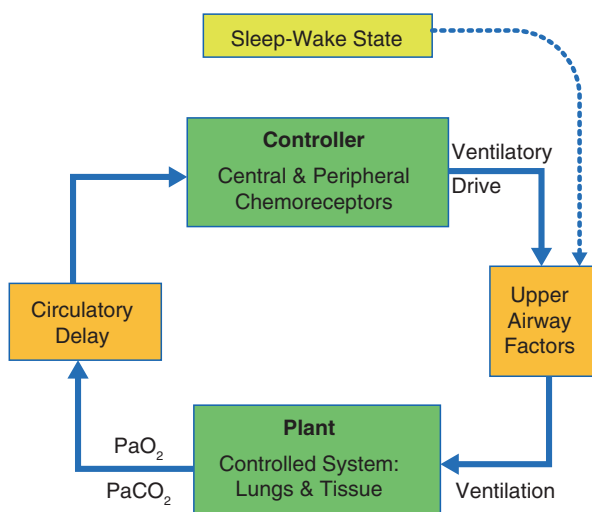 Sleep-Wake State
Controller
Central & Peripheral
Chemoreceptors
Ventilatory
Drive
Circulatory
Delay
Upper
Airway
Factors
Plant
Controlled System:
Lungs & Tissue
PaO₂
PaCO₂
Ventilation